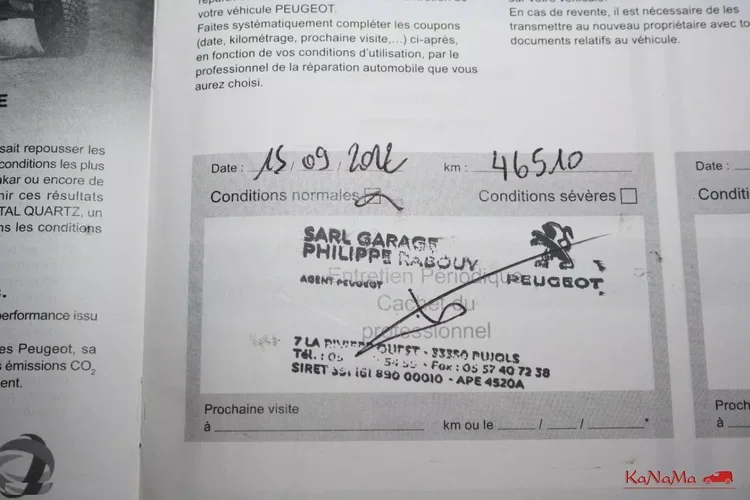 votre véhicule PEUGEOT.
Faites systématiquement compléter les coupons
(date, kilométrage, prochaine visite,...) ci-après,
en fonction de vos conditions d'utilisation, par le
professionnel de la réparation automobile que vous
aurez choisi.
En cas de revente, il est nécessaire de les
transmettre au nouveau propriétaire avec
documents relatifs au véhicule.
sait repousser les
conditions les plus
akar ou encore de
nir ces résultats
TAL QUARTZ, un
ns les conditions
performance issu
es Peugeot, sa
s émissions CO2
ent.
Date : 15 / 09 / 2012 km : 46510
Conditions normales Conditions sévères
SARL GARAGE
PHILIPPE RABOUY
AGENT PEUGEOT
PEUGEOT
Entretien Périodique
Cachet du
professionnel
7 LA OUEST - 33350 PUJOLS
Tél. : 05 Fax : 05 57 40 72 38
SIRET 890 00010 - APE 4520A
Prochaine visite
à km ou le / / *
Date :
Conditi
Proch
à
KaNaMa